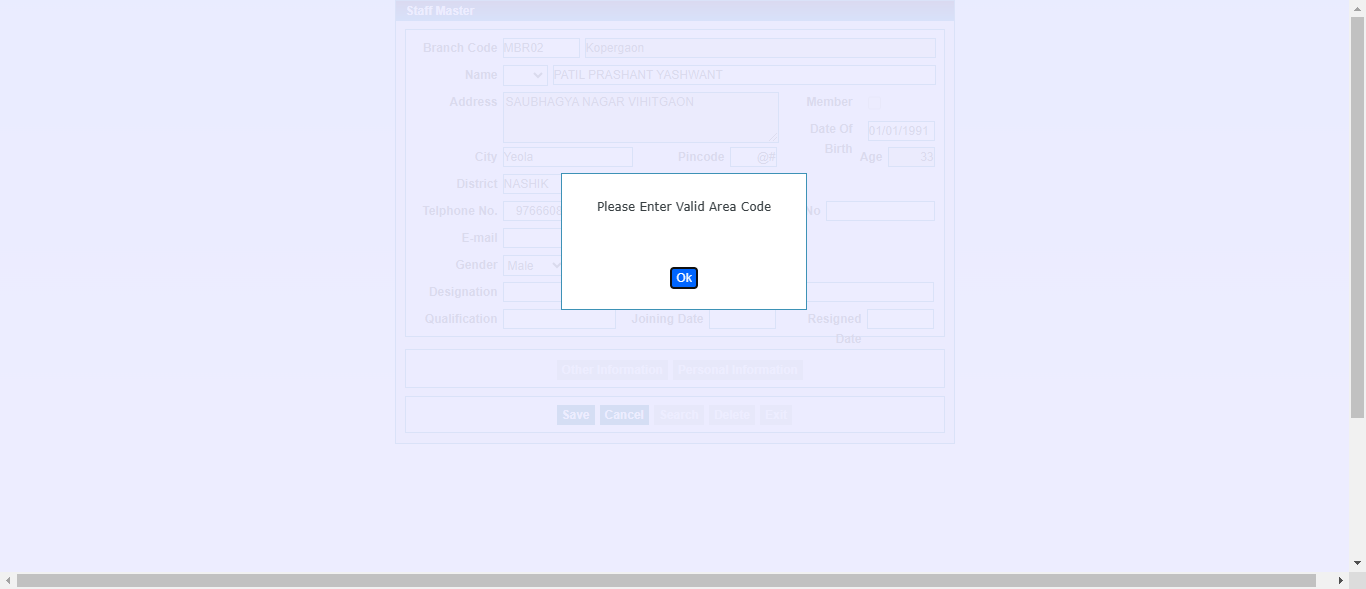 Staff Master
Branch Code MBR02 Kopergaon
Name PATIL PRASHANT YASHWANT
Address SAUBHAGYA NAGAR VIHITGAON Member
Date Of Birth 01/01/1991
City Yeola Pincode @# Age 33
District NASHIK
Telphone No. 9766608 No
E-mail
Gender Male
Designation
Qualification Joining Date Resigned Date
Please Enter Valid Area Code
Ok
Other Information Personal Information
Save Cancel Search Delete Exit